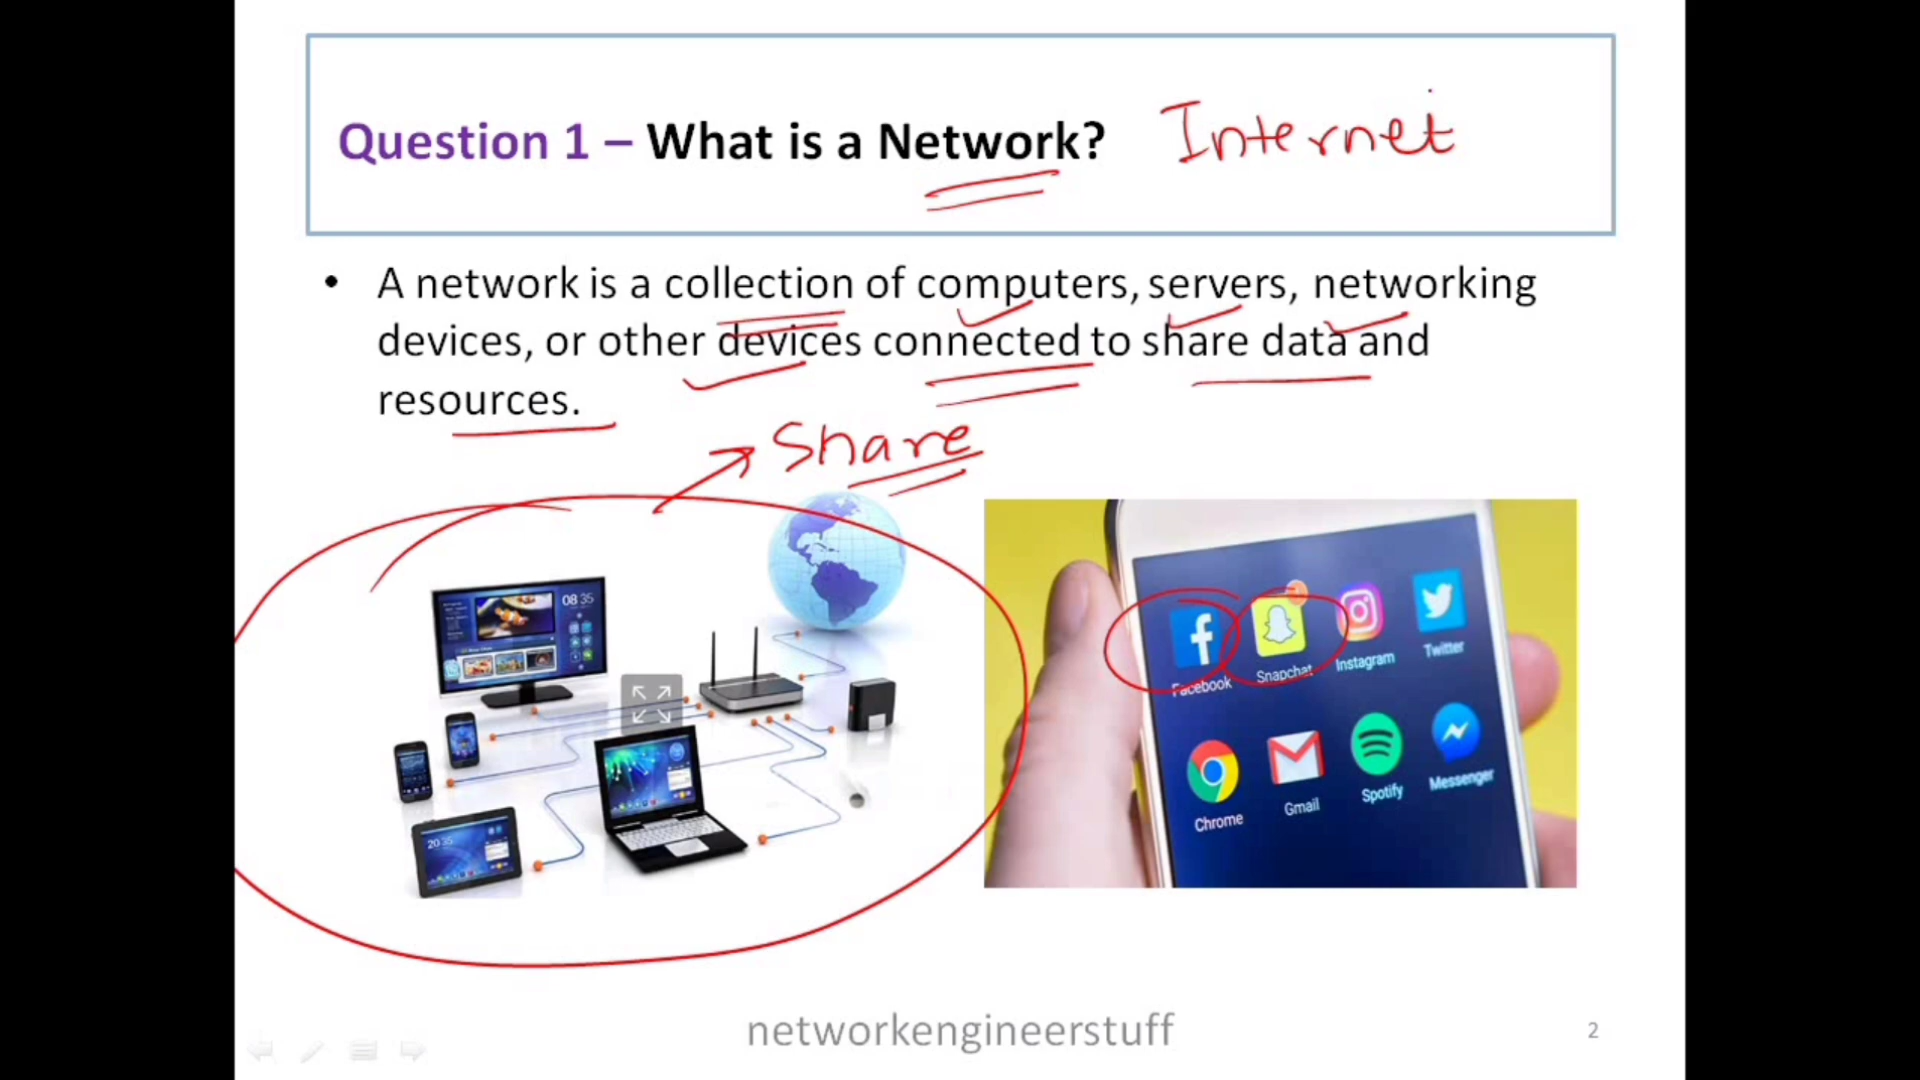 Question 1 – What is a Network? Internet
• A network is a collection of computers, servers, networking
devices, or other devices connected to share data and
resources.
Share
08 35
20 35
Facebook
Snapchat
Instagram
Twitter
Chrome
Gmail
Spotify
Messenger
networkengineerstuff
2